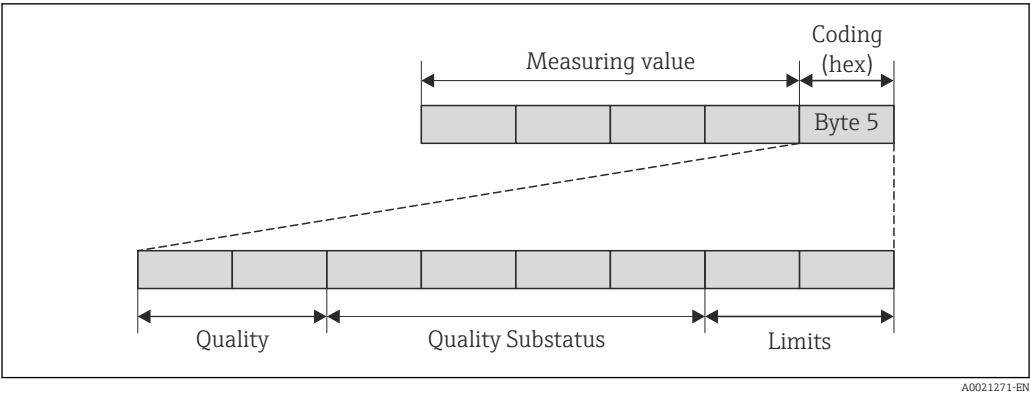 Coding
Measuring value
(hex)
Byte 5
Quality
Quality Substatus
Limits
A0021271-EN